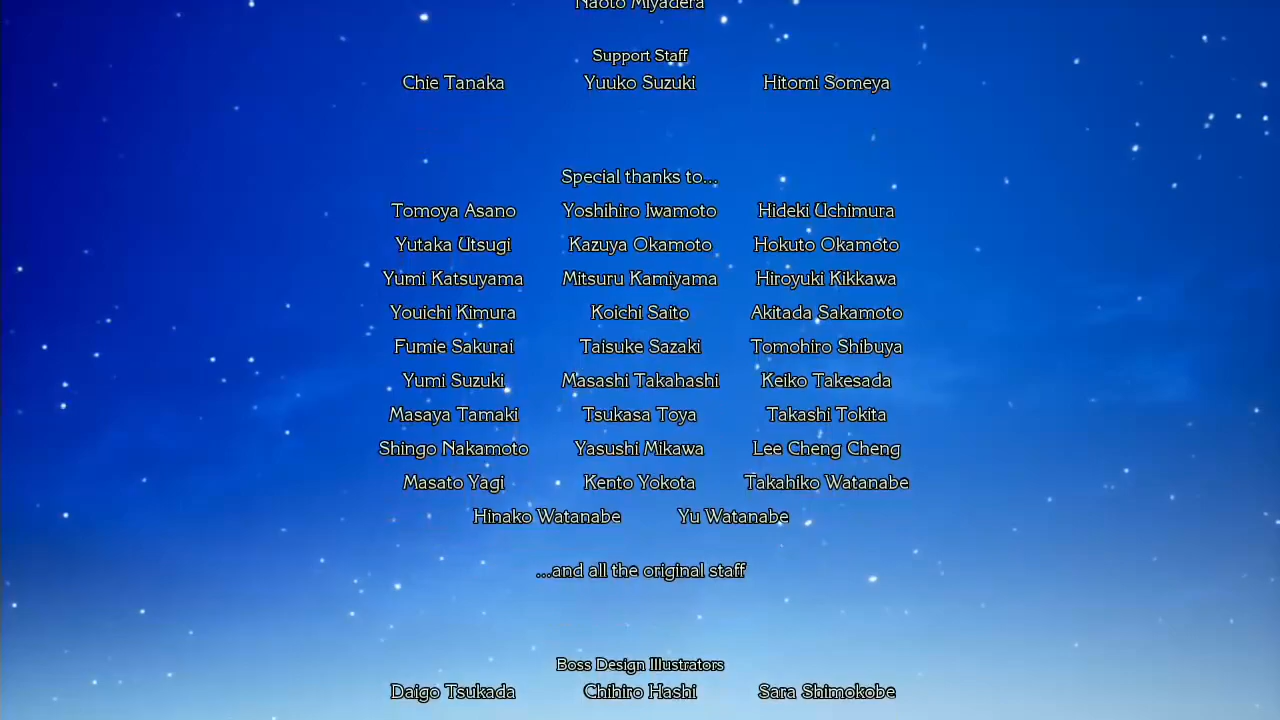 Naoto Miyadera
Support Staff
Chie Tanaka Yuuko Suzuki Hitomi Someya
Special thanks to...
Tomoya Asano Yoshihiro Iwamoto Hideki Uchimura
Yutaka Utsugi Kazuya Okamoto Hokuto Okamoto
Yumi Katsuyama Mitsuru Kamiyama Hiroyuki Kikkawa
Youichi Kimura Koichi Saito Akitada Sakamoto
Fumie Sakurai Taisuke Sazaki Tomohiro Shibuya
Yumi Suzuki Masashi Takahashi Keiko Takesada
Masaya Tamaki Tsukasa Toya Takashi Tokita
Shingo Nakamoto Yasushi Mikawa Lee Cheng Cheng
Masato Yagi Kento Yokota Takahiko Watanabe
Hinako Watanabe Yu Watanabe
...and all the original staff
Boss Design Illustrators
Daigo Tsukada Chihiro Hashi Sara Shimokobe